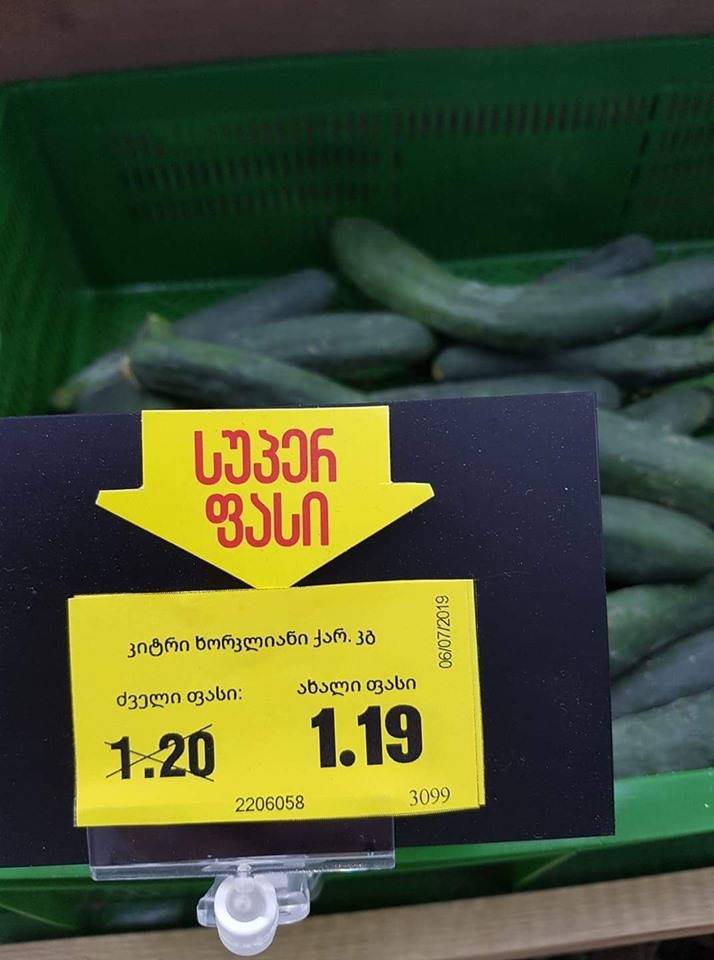 სუპერ
ფასი
კიტრი ხორკლიანი ქარ. კგ
06/07/2019
ძველი ფასი:
ახალი ფასი
1.20
1.19
2206058
3099